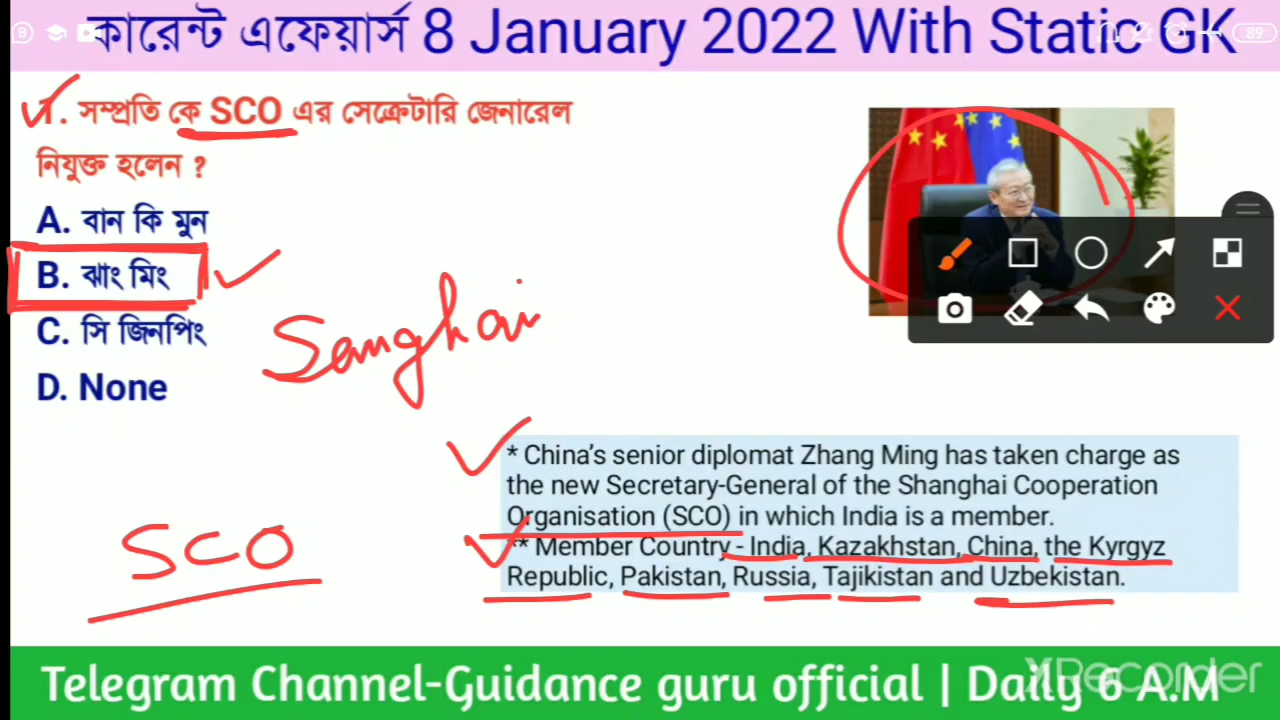 কারেন্ট এফেয়ার্স 8 January 2022 With Static GK
89
1. সম্প্রতি কে SCO এর সেক্রেটারি জেনারেল
নিযুক্ত হলেন ?
A. বান কি মুন
B. ঝাং মিং
C. সি জিনপিং
D. None
Sanghai
SCO
* China's senior diplomat Zhang Ming has taken charge as
the new Secretary-General of the Shanghai Cooperation
Organisation (SCO) in which India is a member.
** Member Country - India, Kazakhstan, China, the Kyrgyz
Republic, Pakistan, Russia, Tajikistan and Uzbekistan.
Telegram Channel-Guidance guru official | Daily 6 A.M
XRecorder